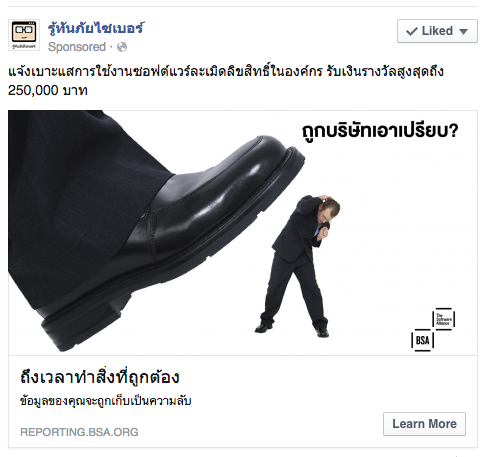 รู้ทันภัยไซเบอร์
Sponsored ·
Liked
แจ้งเบาะแสการใช้งานซอฟต์แวร์ละเมิดลิขสิทธิ์ในองค์กร รับเงินรางวัลสูงสุดถึง
250,000 บาท
ถูกบริษัทเอาเปรียบ?
The
Software
Alliance
BSA
ถึงเวลาทำสิ่งที่ถูกต้อง
ข้อมูลของคุณจะถูกเก็บเป็นความลับ
Learn More
REPORTING.BSA.ORG